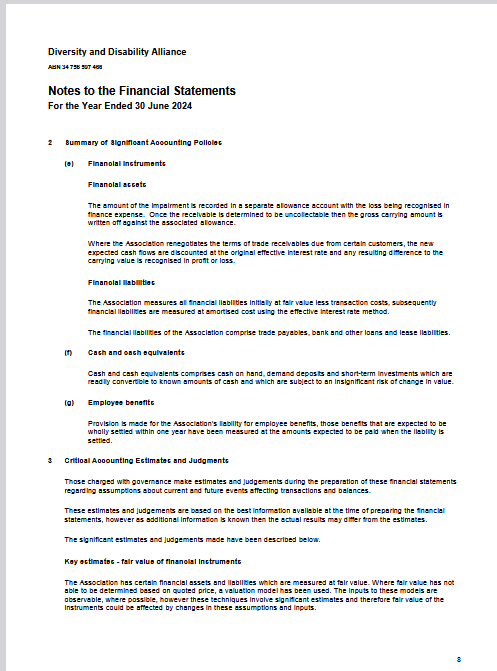 Diversity and Disability Alliance
ABN 34 756 597 466
Notes to the Financial Statements
For the Year Ended 30 June 2024
2 Summary of Significant Accounting Policies
(e) Financial instruments
Financial assets
The amount of the impairment is recorded in a separate allowance account with the loss being recognised in
finance expense. Once the receivable is determined to be uncollectable then the gross carrying amount is
written off against the associated allowance.
Where the Association renegotiates the terms of trade receivables due from certain customers, the new
expected cash flows are discounted at the original effective interest rate and any resulting difference to the
carrying value is recognised in profit or loss.
Financial liabilities
The Association measures all financial liabilities initially at fair value less transaction costs, subsequently
financial liabilities are measured at amortised cost using the effective interest rate method.
The financial liabilities of the Association comprise trade payables, bank and other loans and lease liabilities.
(f) Cash and cash equivalents
Cash and cash equivalents comprises cash on hand, demand deposits and short-term investments which are
readily convertible to known amounts of cash and which are subject to an insignificant risk of change in value.
(g) Employee benefits
Provision is made for the Association's liability for employee benefits, those benefits that are expected to be
wholly settled within one year have been measured at the amounts expected to be paid when the liability is
settled.
3 Critical Accounting Estimates and Judgments
Those charged with governance make estimates and judgements during the preparation of these financial statements
regarding assumptions about current and future events affecting transactions and balances.
These estimates and judgements are based on the best information available at the time of preparing the financial
statements, however as additional information is known then the actual results may differ from the estimates.
The significant estimates and judgements made have been described below.
Key estimates - fair value of financial instruments
The Association has certain financial assets and liabilities which are measured at fair value. Where fair value has not
able to be determined based on quoted price, a valuation model has been used. The inputs to these models are
observable, where possible, however these techniques involve significant estimates and therefore fair value of the
instruments could be affected by changes in these assumptions and inputs.
8